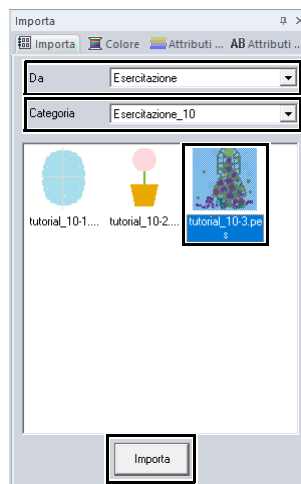 Importa
Importa Colore Attributi ... AB Attributi ...
Da Esercitazione
Categoria Esercitazione_10
tutorial_10-1.... tutorial_10-2.... tutorial_10-3.pe
s
Importa